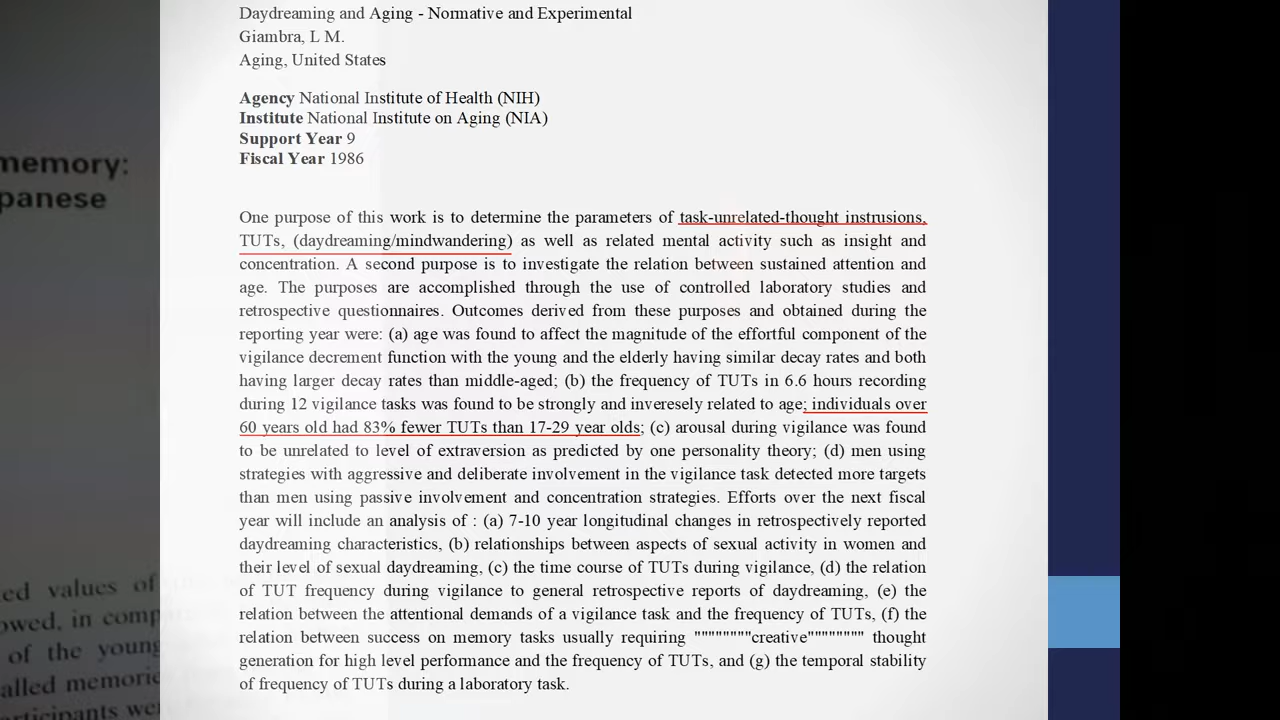 Daydreaming and Aging - Normative and Experimental
Giambra, L M.
Aging, United States
Agency National Institute of Health (NIH)
Institute National Institute on Aging (NIA)
Support Year 9
Fiscal Year 1986
One purpose of this work is to determine the parameters of task-unrelated-thought instrusions,
TUTs, (daydreaming/mindwandering) as well as related mental activity such as insight and
concentration. A second purpose is to investigate the relation between sustained attention and
age. The purposes are accomplished through the use of controlled laboratory studies and
retrospective questionnaires. Outcomes derived from these purposes and obtained during the
reporting year were: (a) age was found to affect the magnitude of the effortful component of the
vigilance decrement function with the young and the elderly having similar decay rates and both
having larger decay rates than middle-aged; (b) the frequency of TUTs in 6.6 hours recording
during 12 vigilance tasks was found to be strongly and inveresely related to age; individuals over
60 years old had 83% fewer TUTs than 17-29 year olds; (c) arousal during vigilance was found
to be unrelated to level of extraversion as predicted by one personality theory; (d) men using
strategies with aggressive and deliberate involvement in the vigilance task detected more targets
than men using passive involvement and concentration strategies. Efforts over the next fiscal
year will include an analysis of : (a) 7-10 year longitudinal changes in retrospectively reported
daydreaming characteristics, (b) relationships between aspects of sexual activity in women and
their level of sexual daydreaming, (c) the time course of TUTs during vigilance, (d) the relation
of TUT frequency during vigilance to general retrospective reports of daydreaming, (e) the
relation between the attentional demands of a vigilance task and the frequency of TUTs, (f) the
relation between success on memory tasks usually requiring """"""""creative"""""""" thought
generation for high level performance and the frequency of TUTs, and (g) the temporal stability
of frequency of TUTs during a laboratory task.
memory:
panese
ed values of
owed, in comp
of the young
alled memorie
articipants we